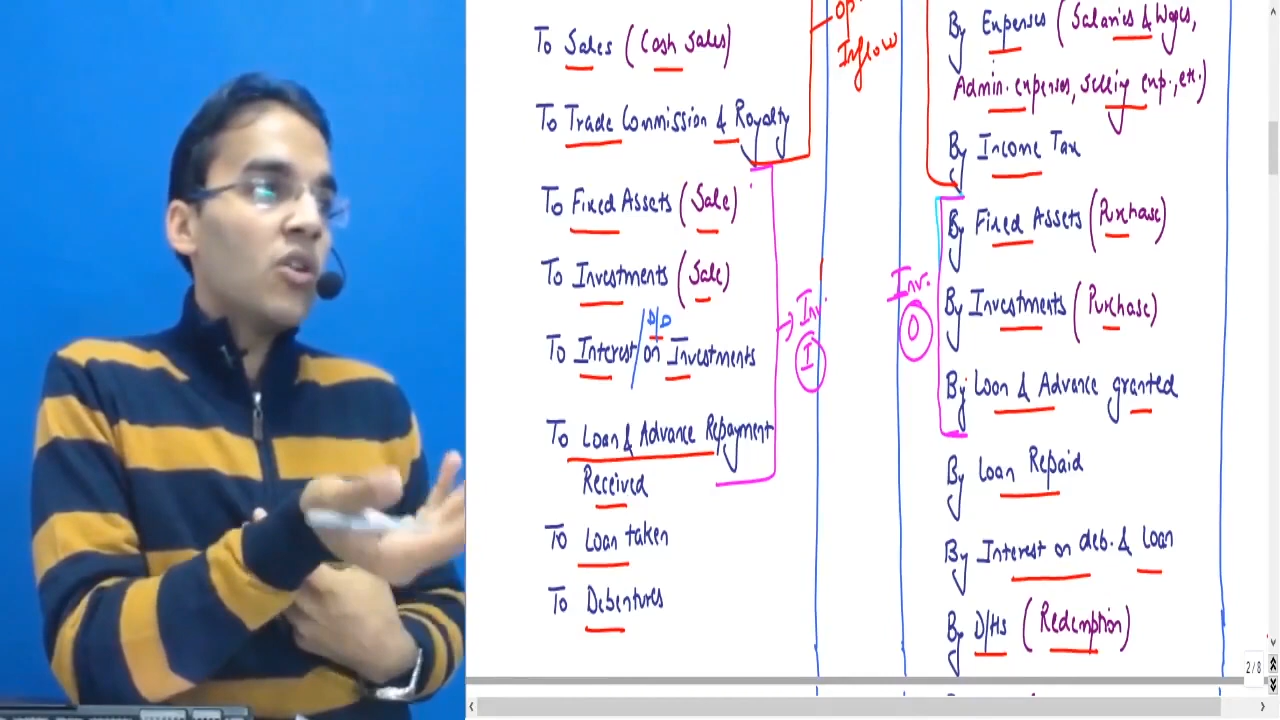 To Sales (Cash Sales)
To Trade Commission & Royalty
To Fixed Assets (Sale)
To Investments (Sale)
D/D
To Interest / on Investments
To Loan & Advance Repayment
Received
To Loan taken
To Debentures
Inflow
Inv.
I
Inv.
O
By Expenses (Salaries & Wages,
Admin. expenses, selling exp., etc.)
By Income Tax
By Fixed Assets (Purchase)
By Investments (Purchase)
By Loan & Advance granted
By Loan Repaid
By Interest on deb. & Loan
By D/Hs (Redemption)
2 / 8